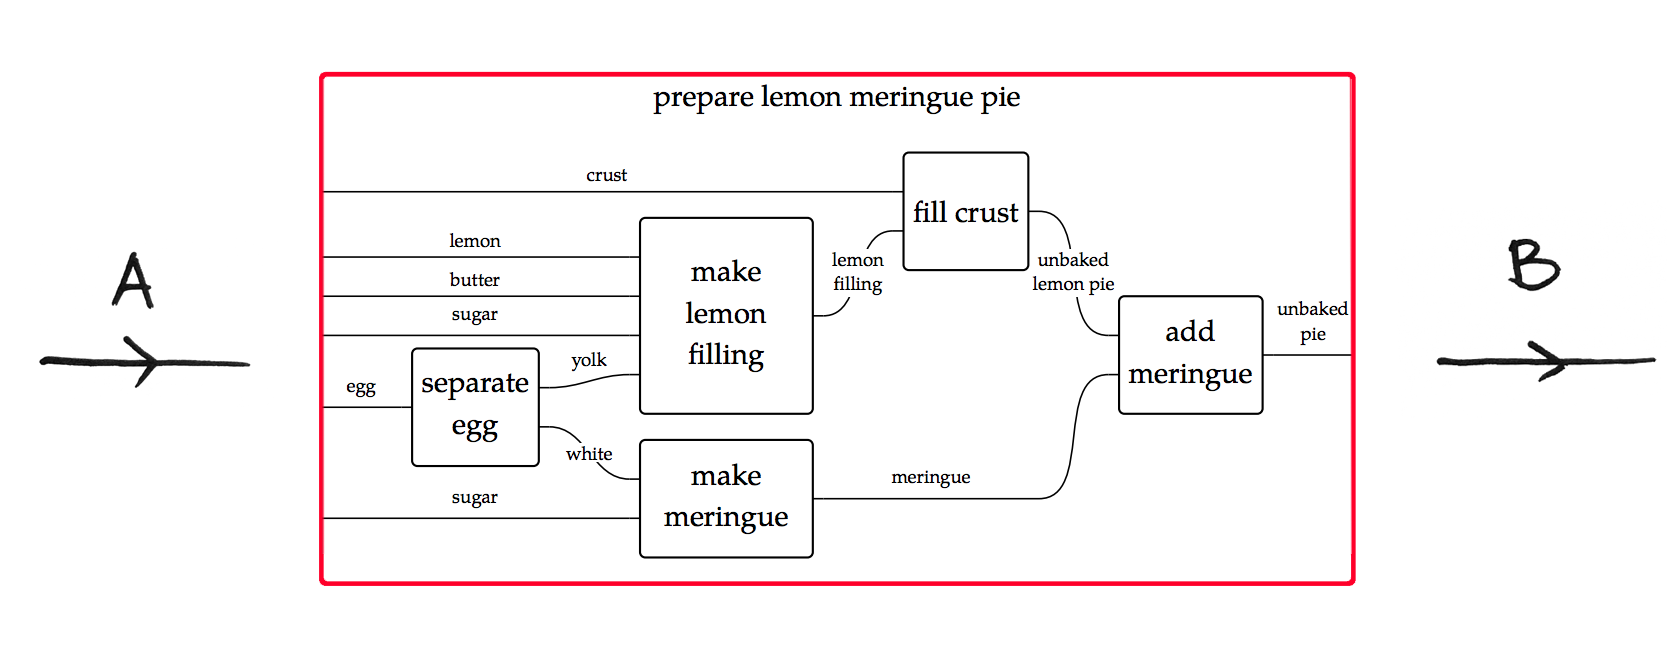 prepare lemon meringue pie
A
B
crust
fill crust
lemon
butter
sugar
make
lemon
filling
lemon
filling
unbaked
lemon pie
egg
separate
egg
yolk
white
add
meringue
unbaked
pie
sugar
make
meringue
meringue